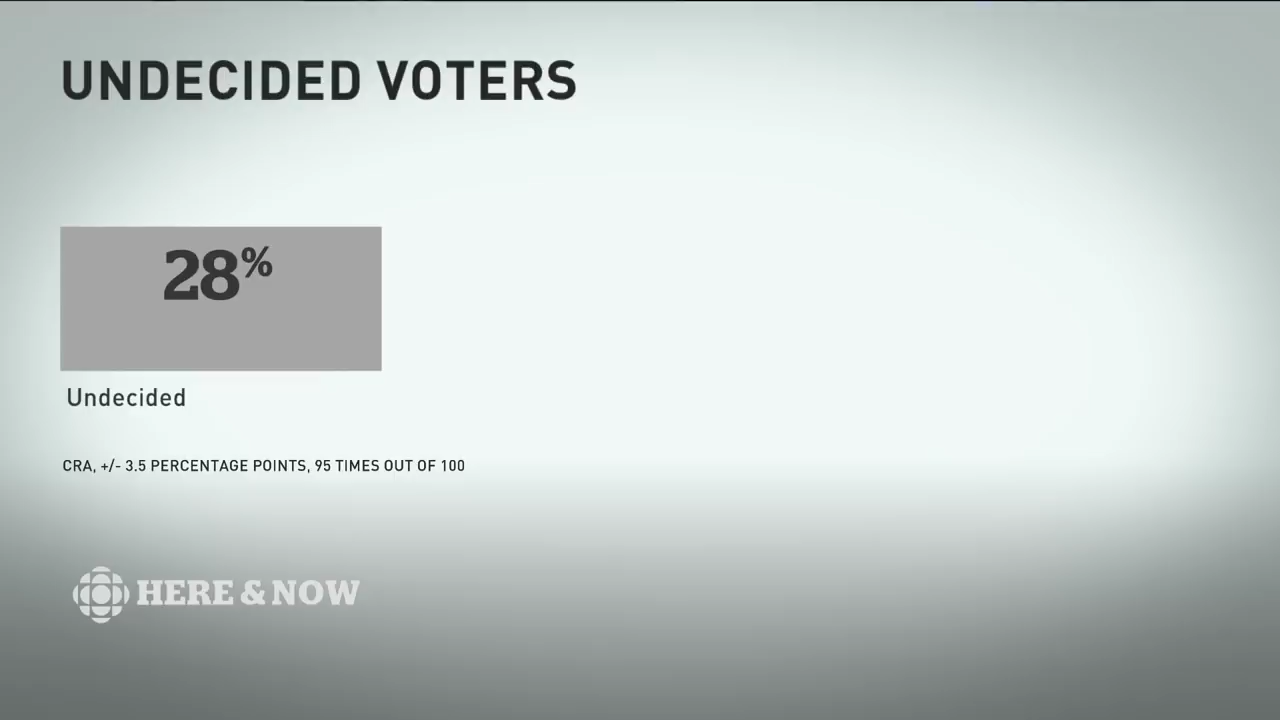 UNDECIDED VOTERS
28%
Undecided
CRA, +/- 3.5 PERCENTAGE POINTS, 95 TIMES OUT OF 100
HERE & NOW